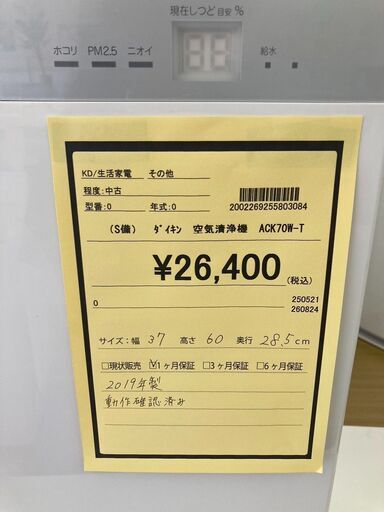 現在しつど 目安 %
ホコリ PM2.5 ニオイ
給水
KD/生活家電 その他
程度:中古
型番:0 年式:0
2002269255803084
(S備) ﾀﾞｲｷﾝ 空気清浄機 ACK70W-T
¥26,400(税込)
0 250521
260824
サイズ:幅 37 高さ 60 奥行 28.5cm
□現状販売 ☑1ヶ月保証 □3ヶ月保証 □6ヶ月保証
2019年製
動作確認済み